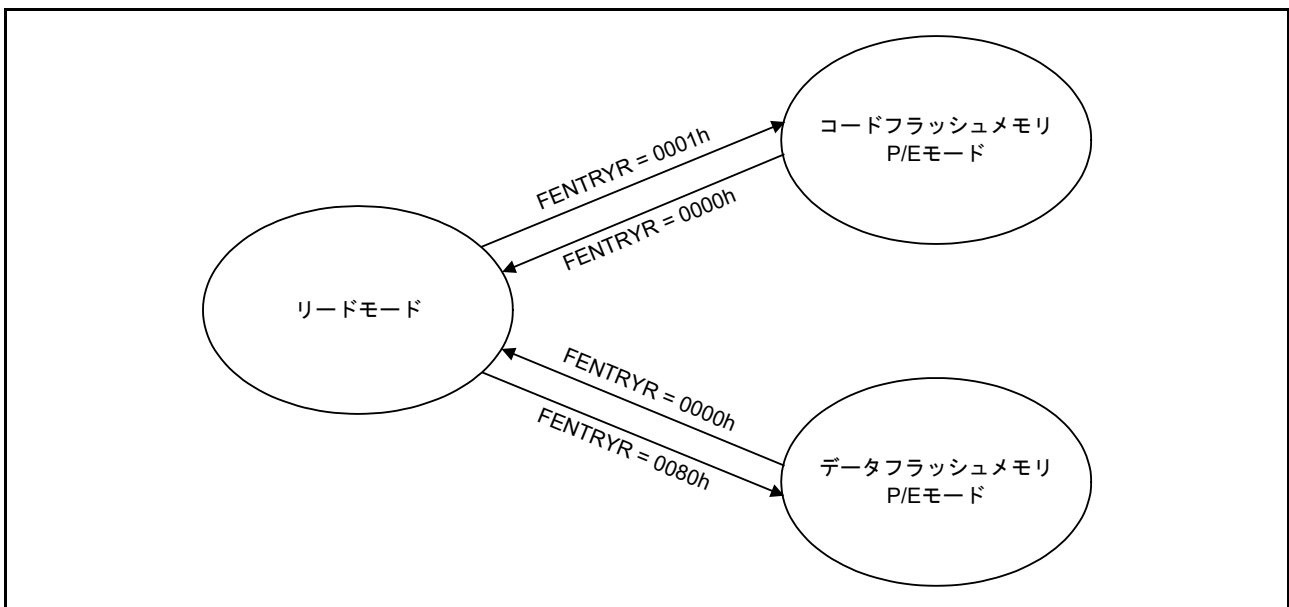 コードフラッシュメモリ
P/Eモード
FENTRYR = 0001h
FENTRYR = 0000h
リードモード
FENTRYR = 0000h
FENTRYR = 0080h
データフラッシュメモリ
P/Eモード